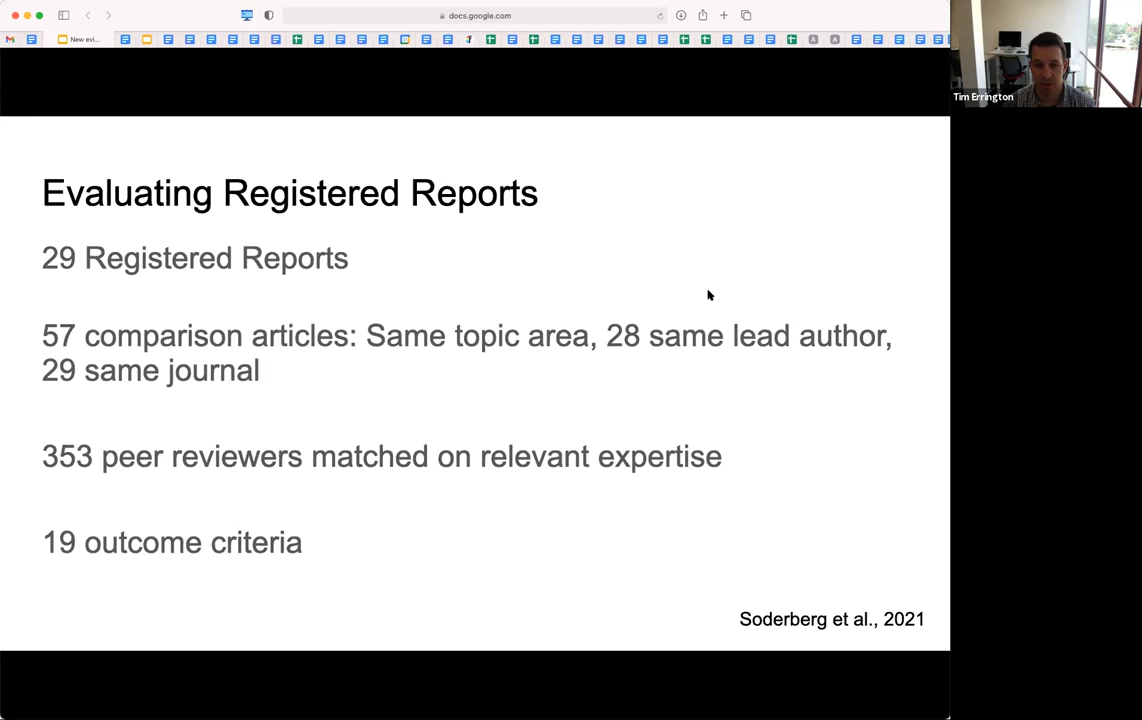 docs.google.com
New evi...
Tim Errington
Evaluating Registered Reports
29 Registered Reports
57 comparison articles: Same topic area, 28 same lead author,
29 same journal
353 peer reviewers matched on relevant expertise
19 outcome criteria
Soderberg et al., 2021